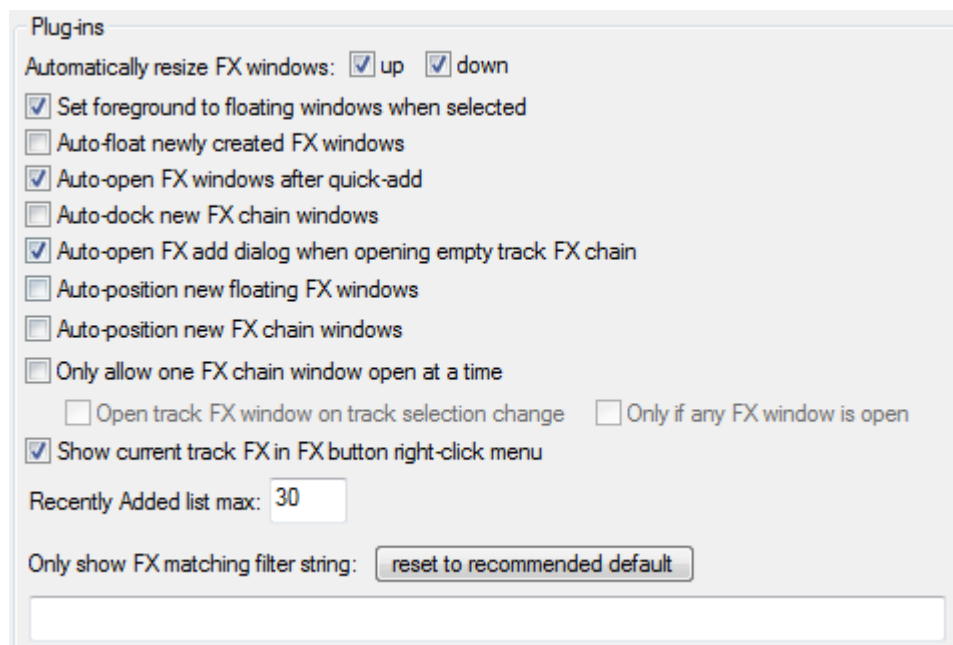 Plug-ins
Automatically resize FX windows: up down
Set foreground to floating windows when selected
Auto-float newly created FX windows
Auto-open FX windows after quick-add
Auto-dock new FX chain windows
Auto-open FX add dialog when opening empty track FX chain
Auto-position new floating FX windows
Auto-position new FX chain windows
Only allow one FX chain window open at a time
Open track FX window on track selection change Only if any FX window is open
Show current track FX in FX button right-click menu
Recently Added list max: 30
Only show FX matching filter string: reset to recommended default